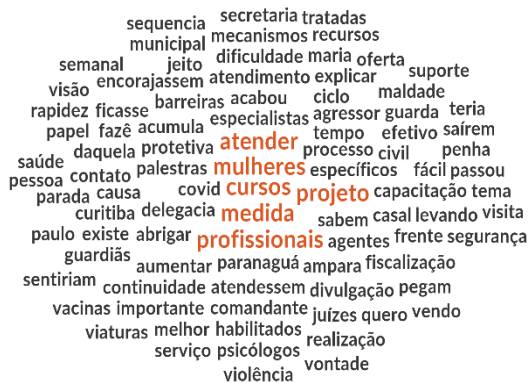 secretaria tratadas
sequencia mecanismos recursos
municipal dificuldade maria oferta
semanal jeito atendimento explicar suporte
visão encorajassem barreiras acabou ciclo maldade
rapidez ficasse especialistas agressor guarda teria
papel fazê acumula atender tempo efetivo saírem
daquela protetiva processo civil penha
saúde palestras mulheres específicos fácil passou
pessoa contato covid cursos projeto capacitação tema
parada causa delegacia medida casal levando visita
curitiba sabem
paulo existe abrigar profissionais agentes frente segurança
guardiãs aumentar paranaguá ampara fiscalização
sentiriam continuidade atendessem divulgação pegam
vacinas importante comandante juízes quero vendo
viaturas melhor habilitados realização
serviço psicólogos vontade
violência